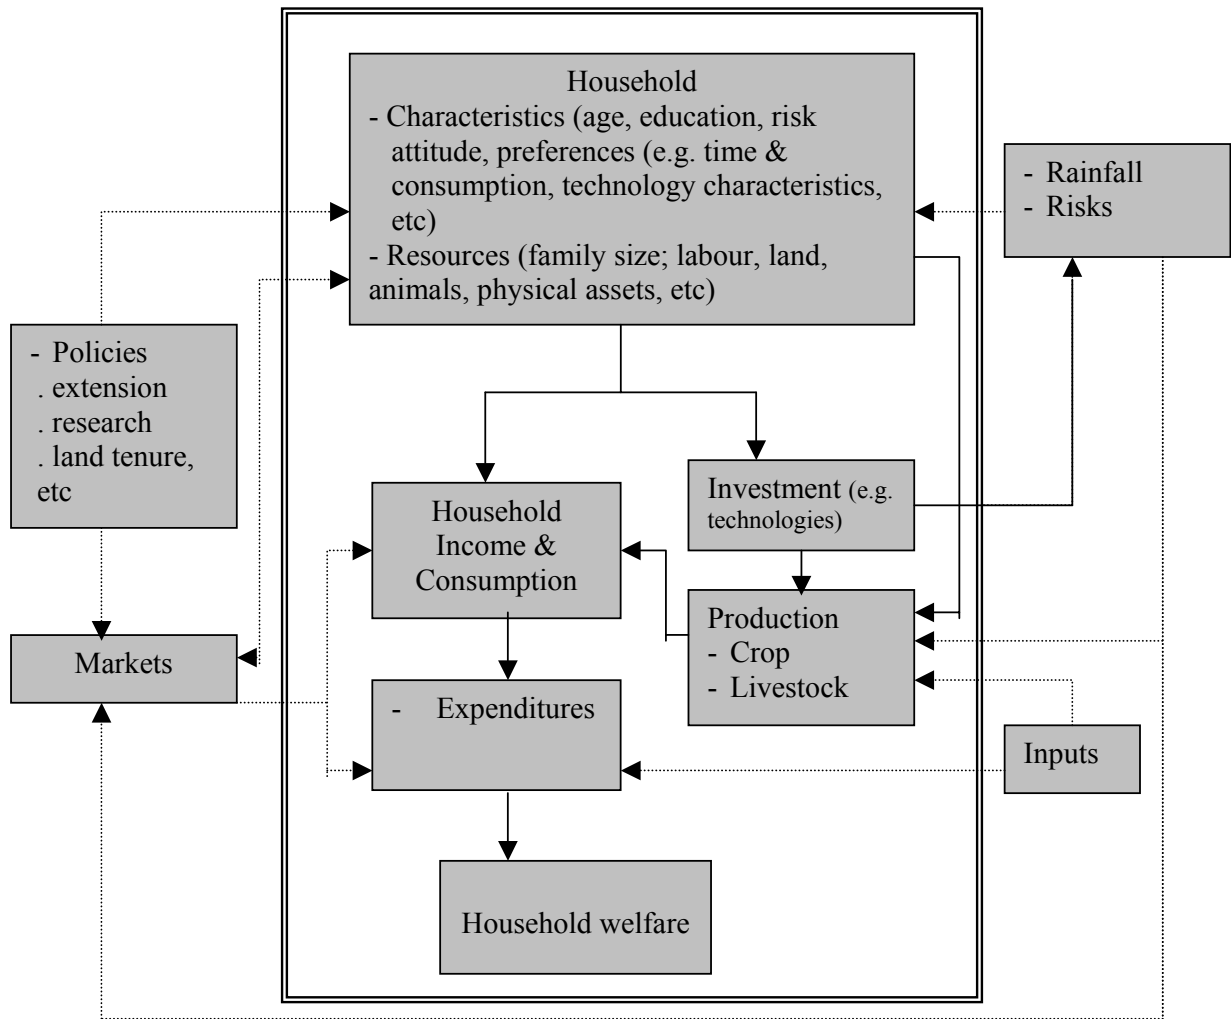 Household
- Characteristics (age, education, risk
attitude, preferences (e.g. time &
consumption, technology characteristics,
etc)
- Resources (family size; labour, land,
animals, physical assets, etc)
- Rainfall
- Risks
- Policies
. extension
. research
. land tenure,
etc
Household
Income &
Consumption
Investment (e.g.
technologies)
Production
- Crop
- Livestock
Markets
- Expenditures
Inputs
Household welfare